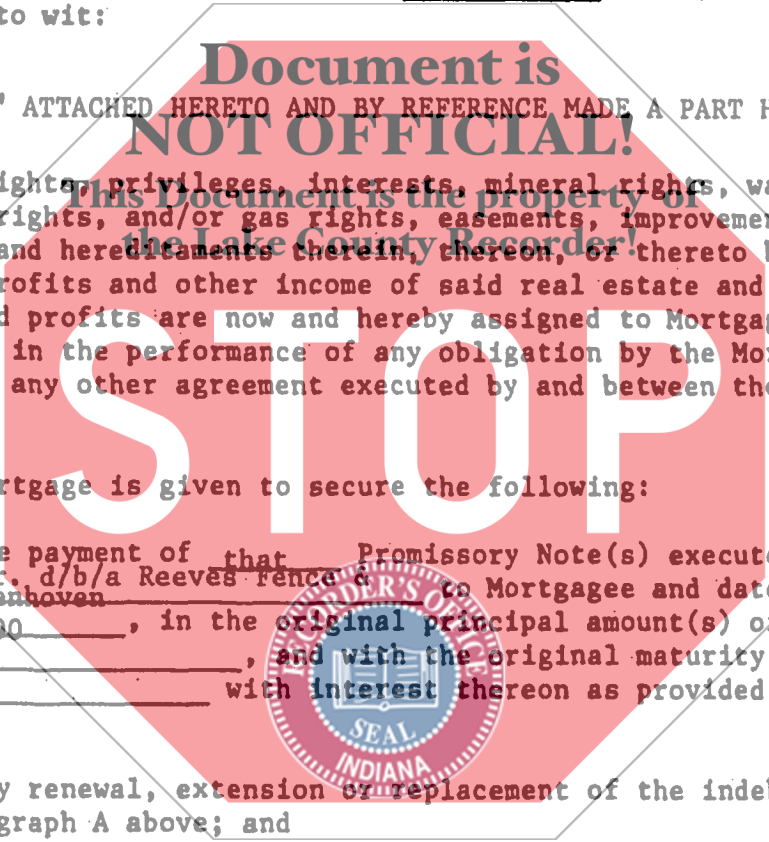 to wit:
Document is
ATTACHED HERETO AND BY REFERENCE MADE A PART H
NOT OFFICIAL!
ights, privileges, interests, mineral rights, wa
This Document is the property of
rights, and/or gas rights, easements, improvemen
the Lake County Recorder!
and hereditaments therein, thereon, or thereto b
rofits and other income of said real estate and
d profits are now and hereby assigned to Mortgag
in the performance of any obligation by the Mor
any other agreement executed by and between the
STOP
rtgage is given to secure the following:
e payment of that Promissory Note(s) execute
r. d/b/a Reeves Fence &
enhoven to Mortgagee and date
00, in the original principal amount(s) o
, and with the original maturity
with interest thereon as provided
RECORDER'S OFFICE
SEAL
INDIANA
y renewal, extension or replacement of the indeb
graph A above; and